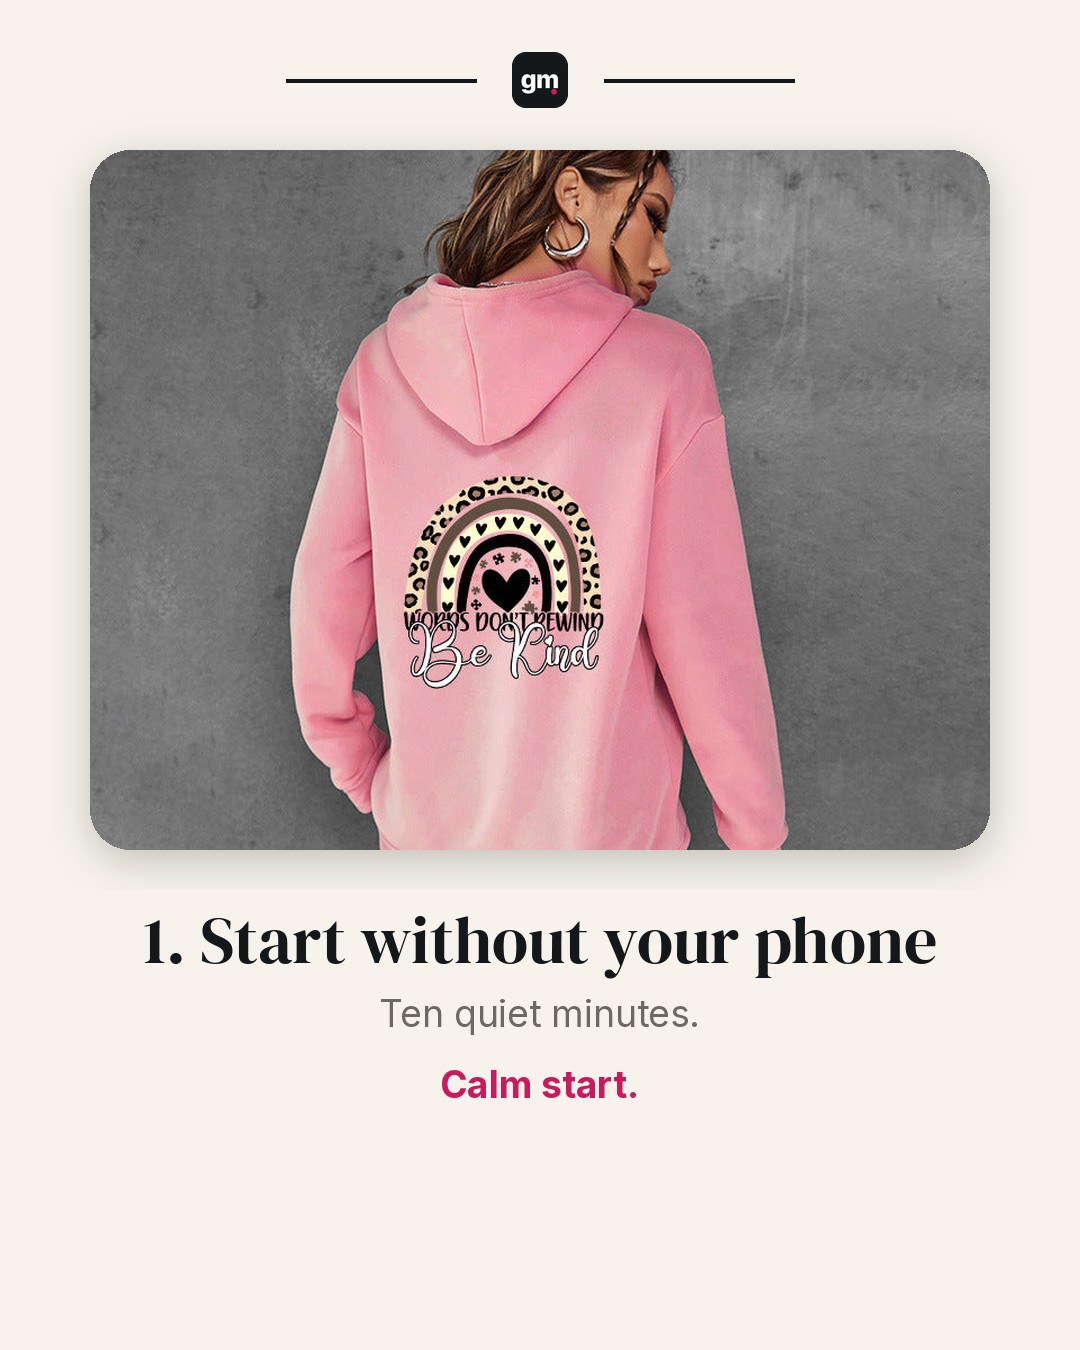 gm.
WORDS DON'T REWIND
Be Kind
1. Start without your phone
Ten quiet minutes.
Calm start.